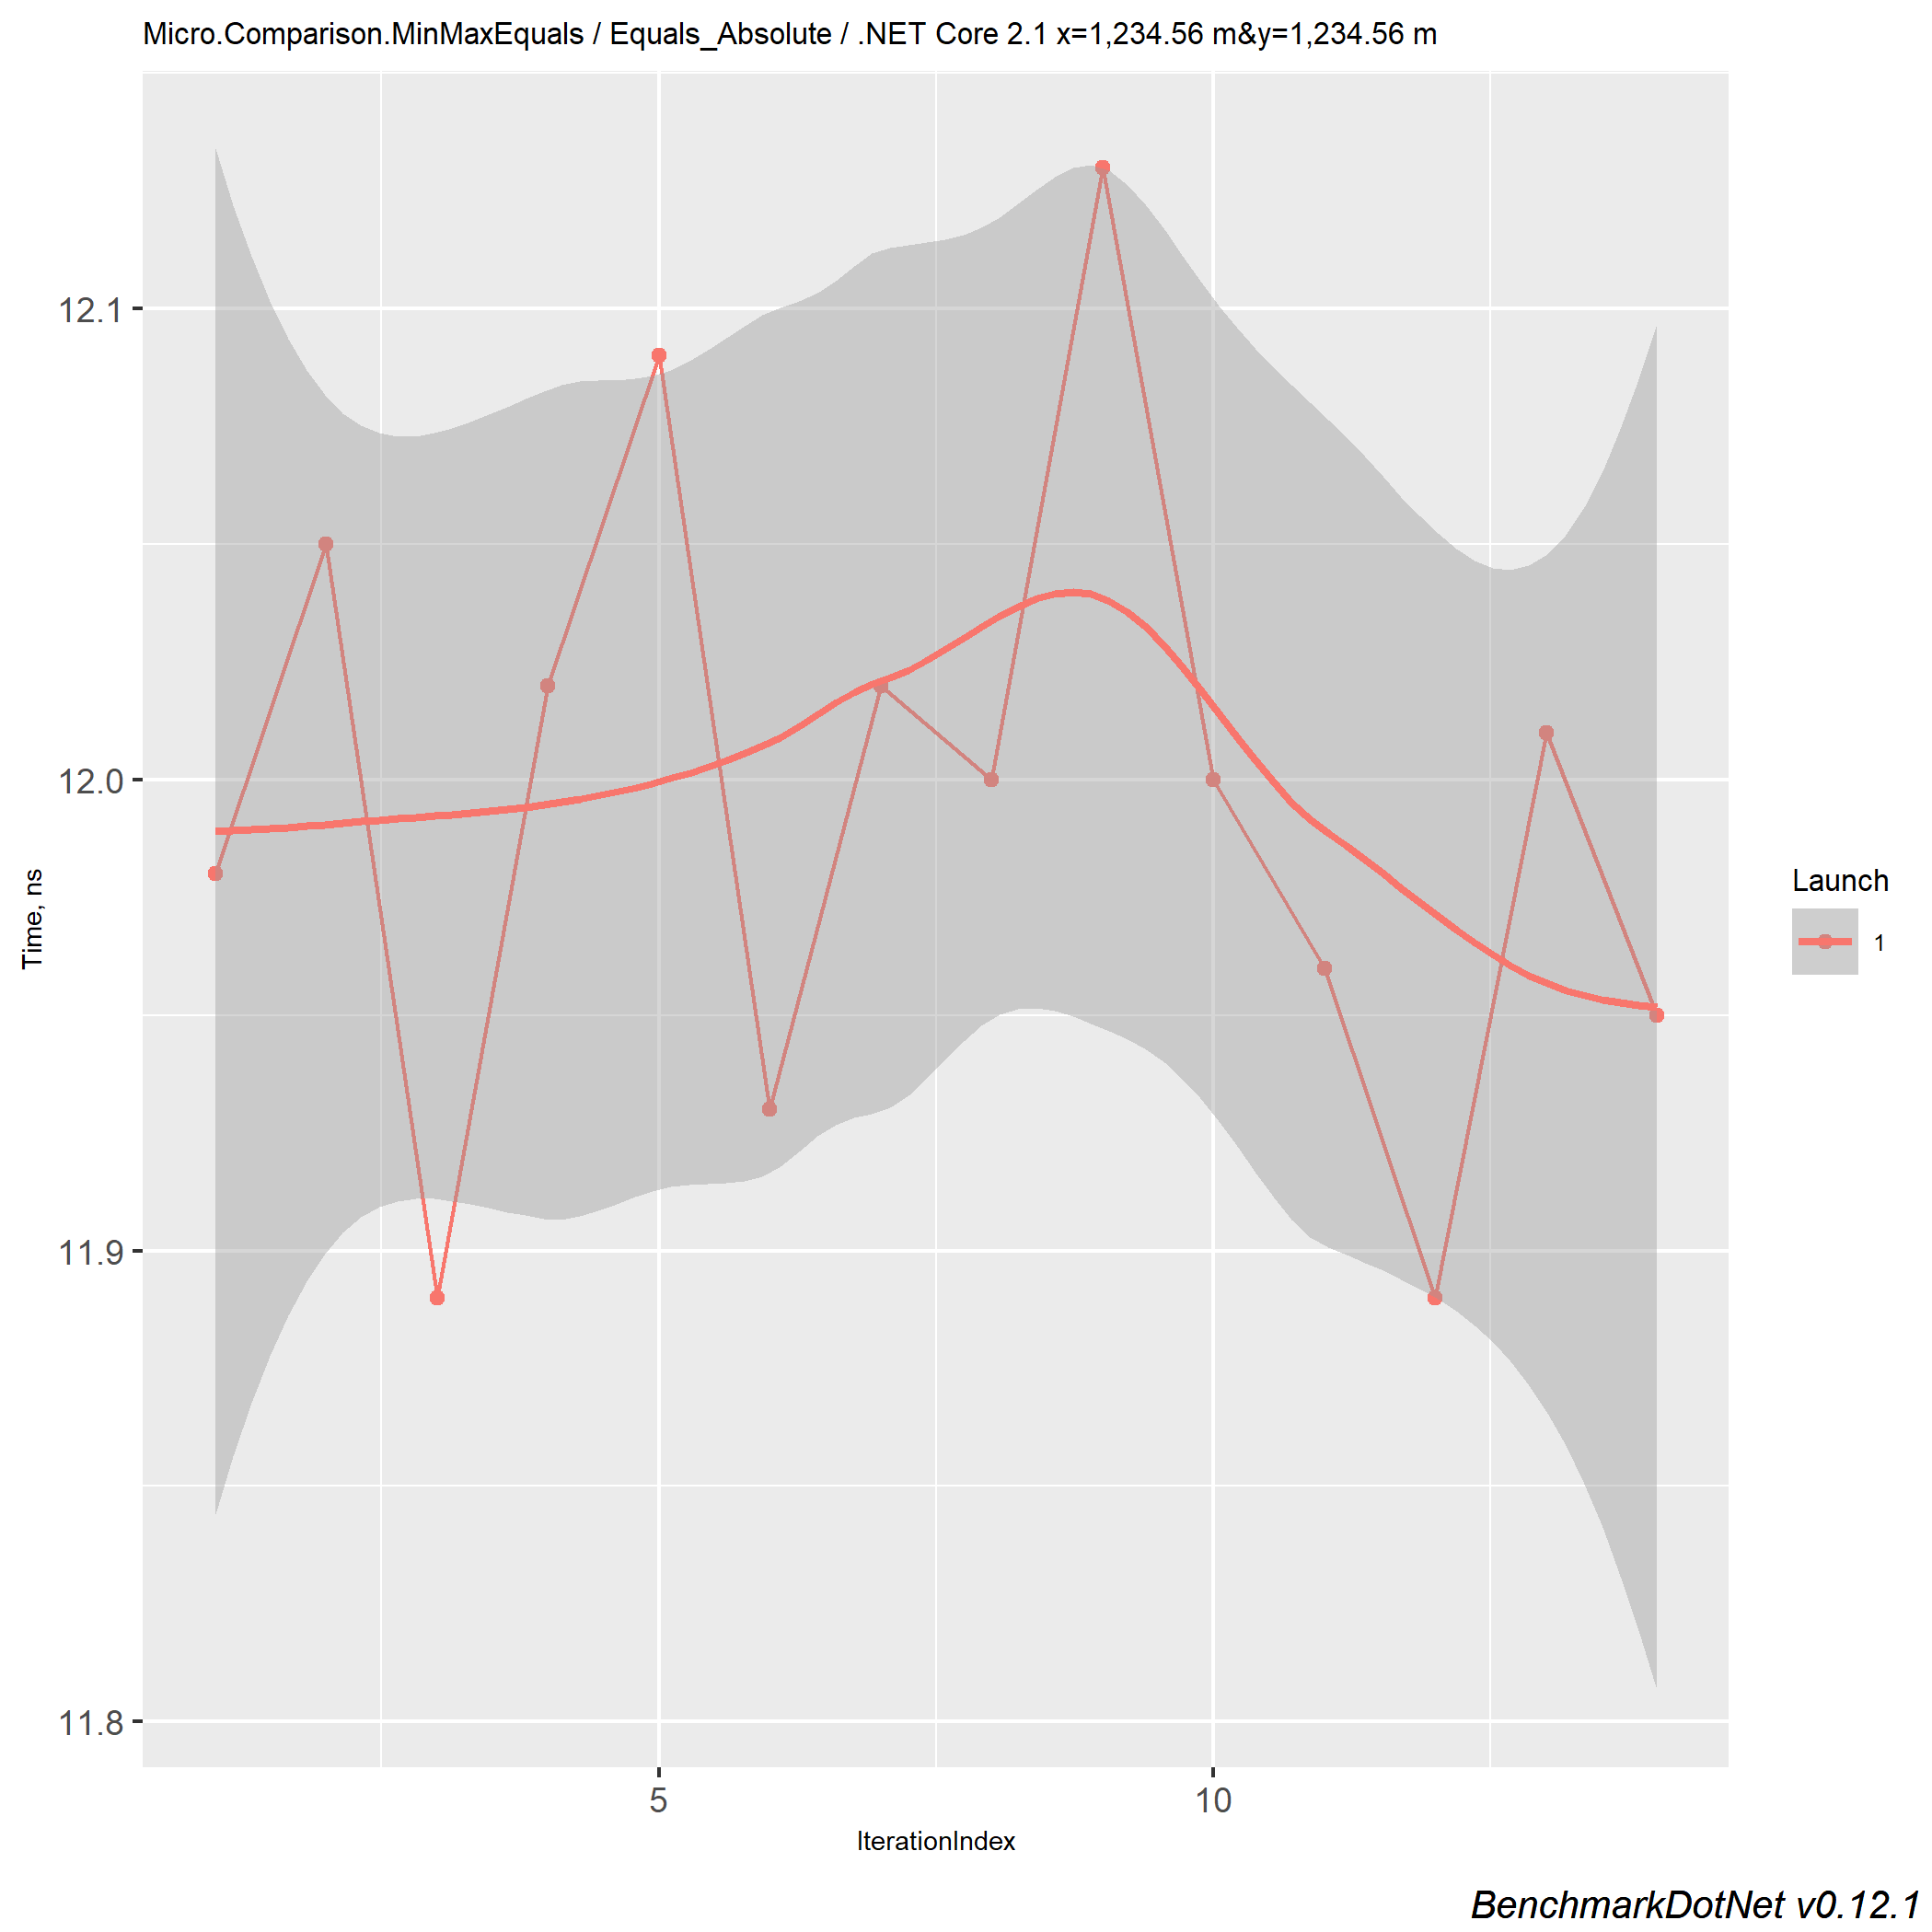 Micro.Comparison.MinMaxEquals / Equals_Absolute / .NET Core 2.1 x=1,234.56 m&y=1,234.56 m
12.1
12.0
11.9
11.8
Time, ns
5
10
IterationIndex
Launch
1
BenchmarkDotNet v0.12.1